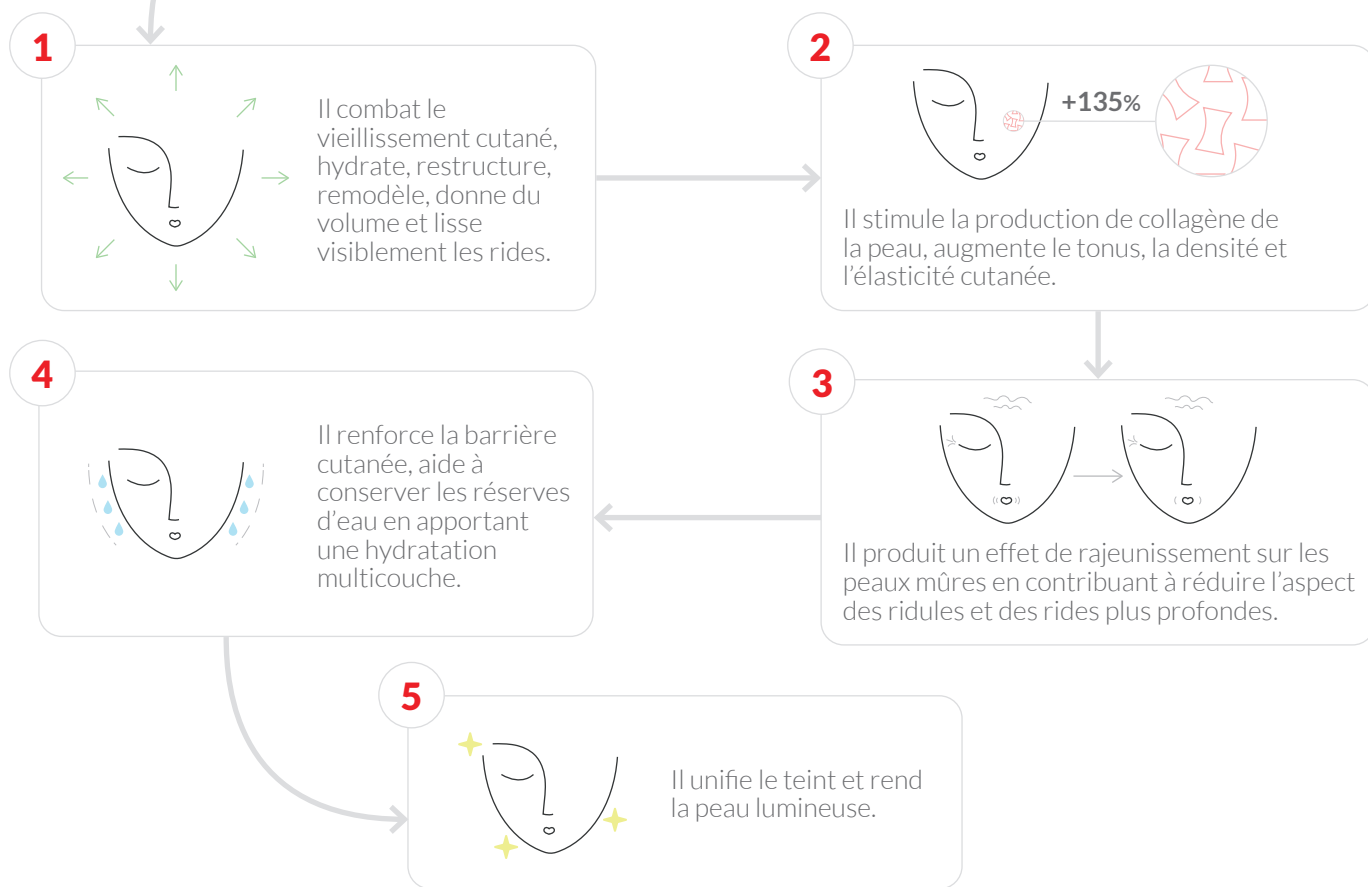 1
Il combat le
vieillissement cutané,
hydrate, restructure,
remodèle, donne du
volume et lisse
visiblement les rides.
2
+135%
Il stimule la production de collagène de
la peau, augmente le tonus, la densité et
l’élasticité cutanée.
3
Il produit un effet de rajeunissement sur les
peaux mûres en contribuant à réduire l’aspect
des ridules et des rides plus profondes.
4
Il renforce la barrière
cutanée, aide à
conserver les réserves
d’eau en apportant
une hydratation
multicouche.
5
Il unifie le teint et rend
la peau lumineuse.